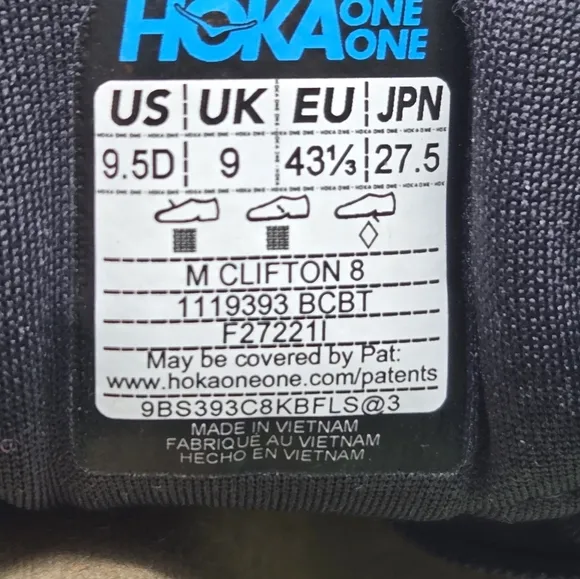 HOKA ONE ONE
US UK EU JPN
9.5D 9 43⅓ 27.5
M CLIFTON 8
1119393 BCBT
F27221I
May be covered by Pat:
www.hokaoneone.com/patents
9BS393C8KBFLS@3
MADE IN VIETNAM
FABRIQUÉ AU VIETNAM
HECHO EN VIETNAM